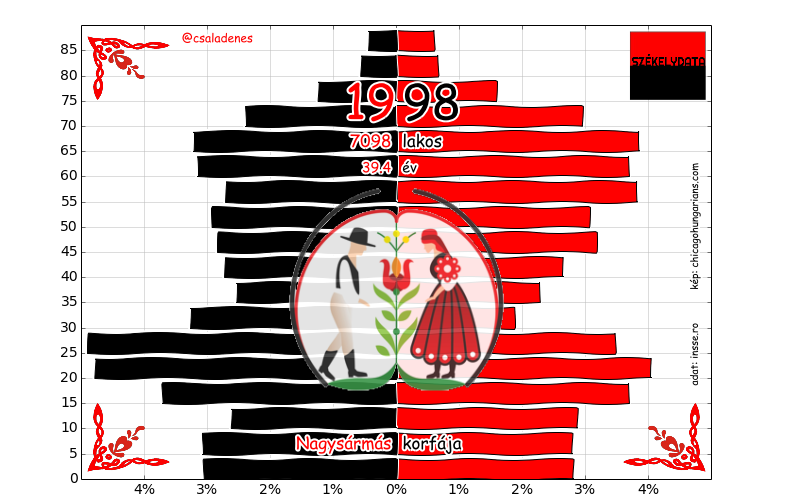 @csaladenes
SZÉKELYDATA
1998
7098 lakos
39.4 év
kép: chicagohungarians.com
adat: insse.ro
Nagysármás korfája
85
80
75
70
65
60
55
50
45
40
35
30
25
20
15
10
5
0
4% 3% 2% 1% 0% 1% 2% 3% 4%